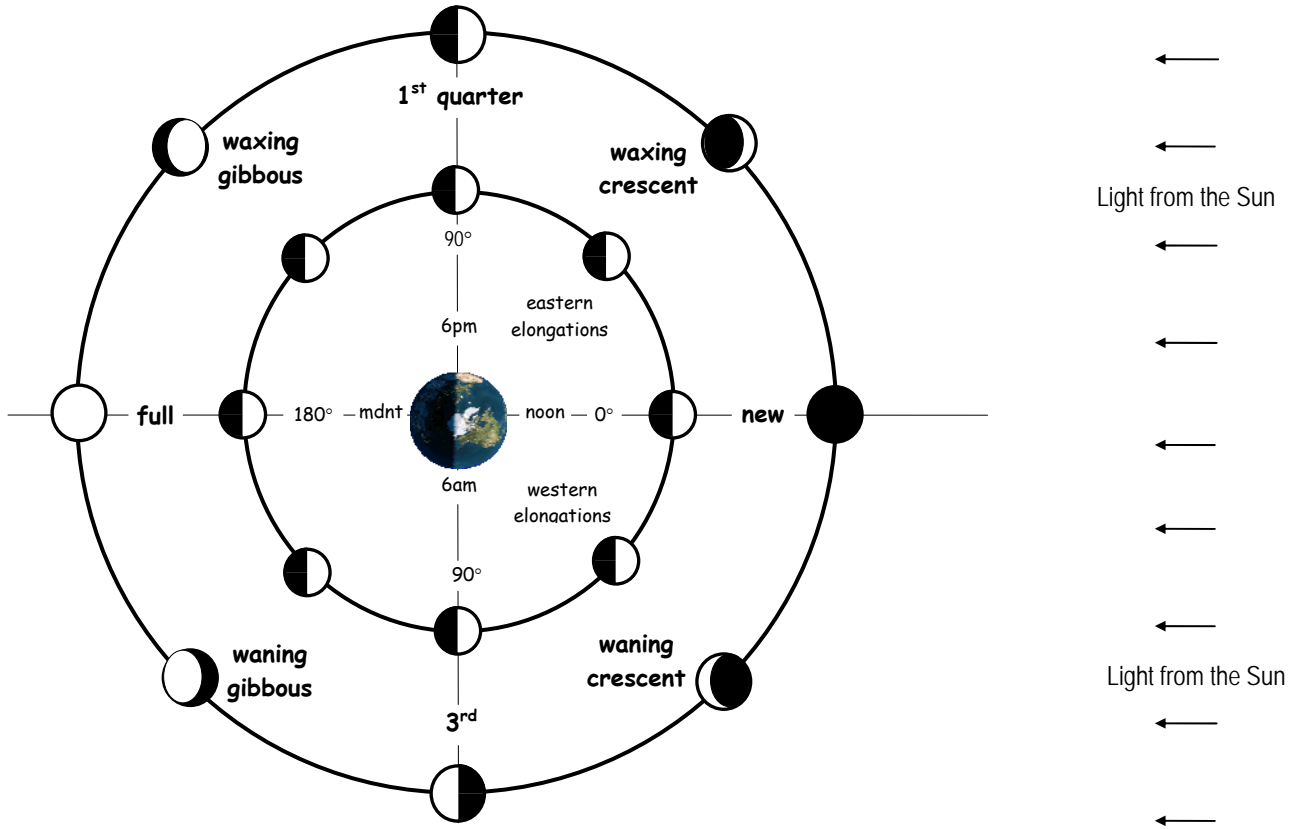 1st quarter
waxing
gibbous
waxing
crescent
Light from the Sun
90°
eastern
elongations
6pm
full
180°
mdnt
noon
0°
new
6am
western
elongations
90°
waning
gibbous
waning
crescent
Light from the Sun
3rd